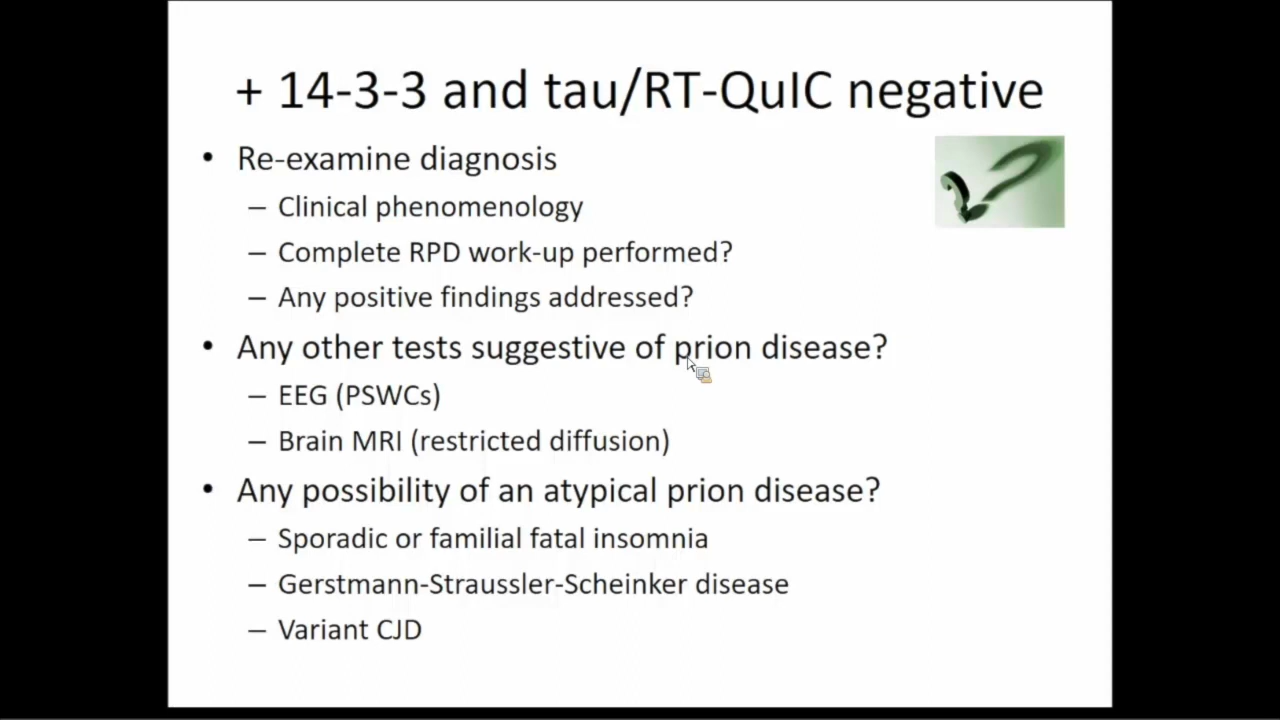 + 14-3-3 and tau/RT-QuIC negative
• Re-examine diagnosis
– Clinical phenomenology
– Complete RPD work-up performed?
– Any positive findings addressed?
• Any other tests suggestive of prion disease?
– EEG (PSWCs)
– Brain MRI (restricted diffusion)
• Any possibility of an atypical prion disease?
– Sporadic or familial fatal insomnia
– Gerstmann-Straussler-Scheinker disease
– Variant CJD